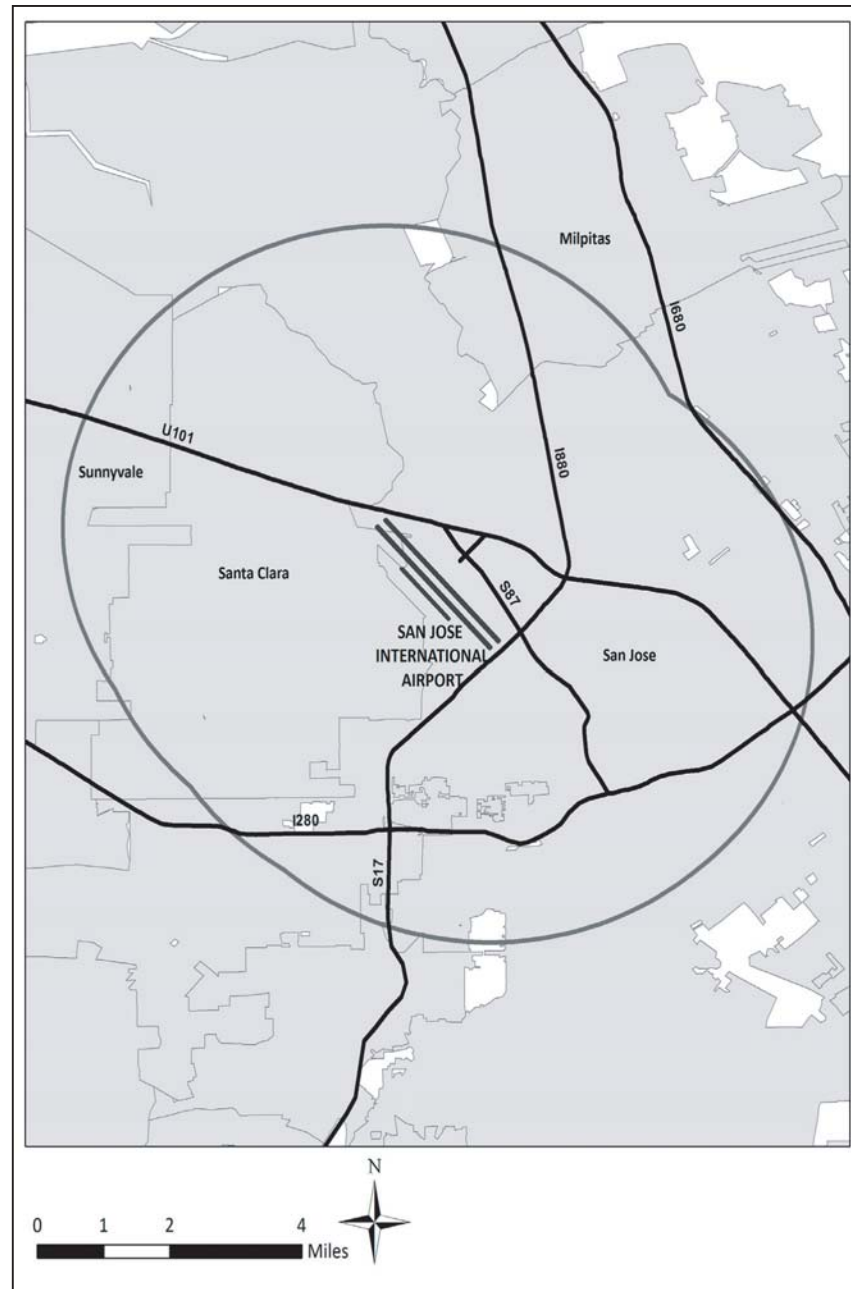 Milpitas
I680
U101
I880
Sunnyvale
Santa Clara
S87
SAN JOSE
INTERNATIONAL
AIRPORT
San Jose
I280
S17
N
0 1 2 4
Miles